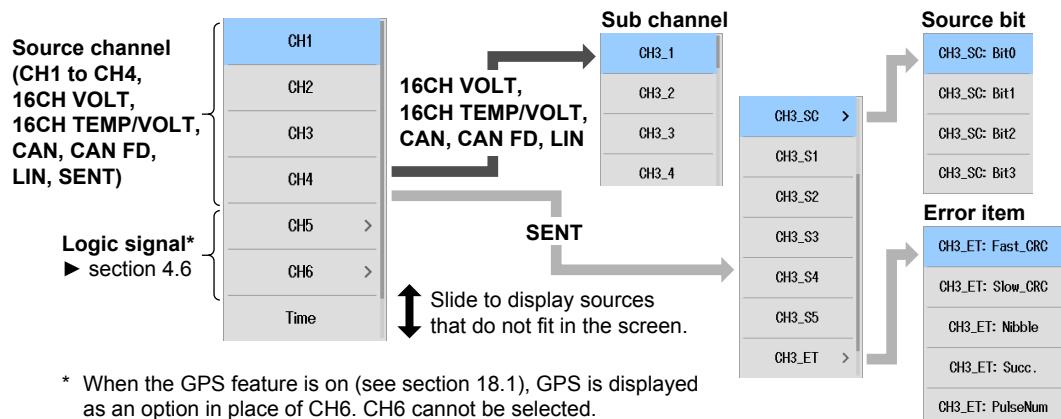 Source channel
(CH1 to CH4,
16CH VOLT,
16CH TEMP/VOLT,
CAN, CAN FD,
LIN, SENT)
Logic signal*
► section 4.6
CH1
CH2
CH3
CH4
CH5 >
CH6 >
Time
16CH VOLT,
16CH TEMP/VOLT,
CAN, CAN FD, LIN
SENT
Slide to display sources
that do not fit in the screen.
Sub channel
CH3_1
CH3_2
CH3_3
CH3_4
CH3_SC >
CH3_S1
CH3_S2
CH3_S3
CH3_S4
CH3_S5
CH3_ET >
Source bit
CH3_SC: Bit0
CH3_SC: Bit1
CH3_SC: Bit2
CH3_SC: Bit3
Error item
CH3_ET: Fast_CRC
CH3_ET: Slow_CRC
CH3_ET: Nibble
CH3_ET: Succ.
CH3_ET: PulseNum
* When the GPS feature is on (see section 18.1), GPS is displayed
as an option in place of CH6. CH6 cannot be selected.